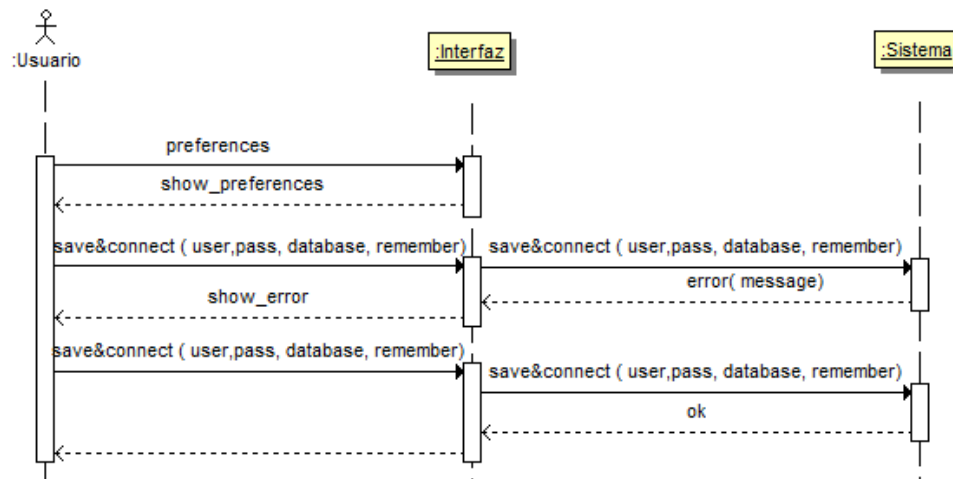 :Usuario
:Interfaz
:Sistema
preferences
show_preferences
save&connect ( user,pass, database, remember)
save&connect ( user,pass, database, remember)
error( message)
show_error
save&connect ( user,pass, database, remember)
save&connect ( user,pass, database, remember)
ok